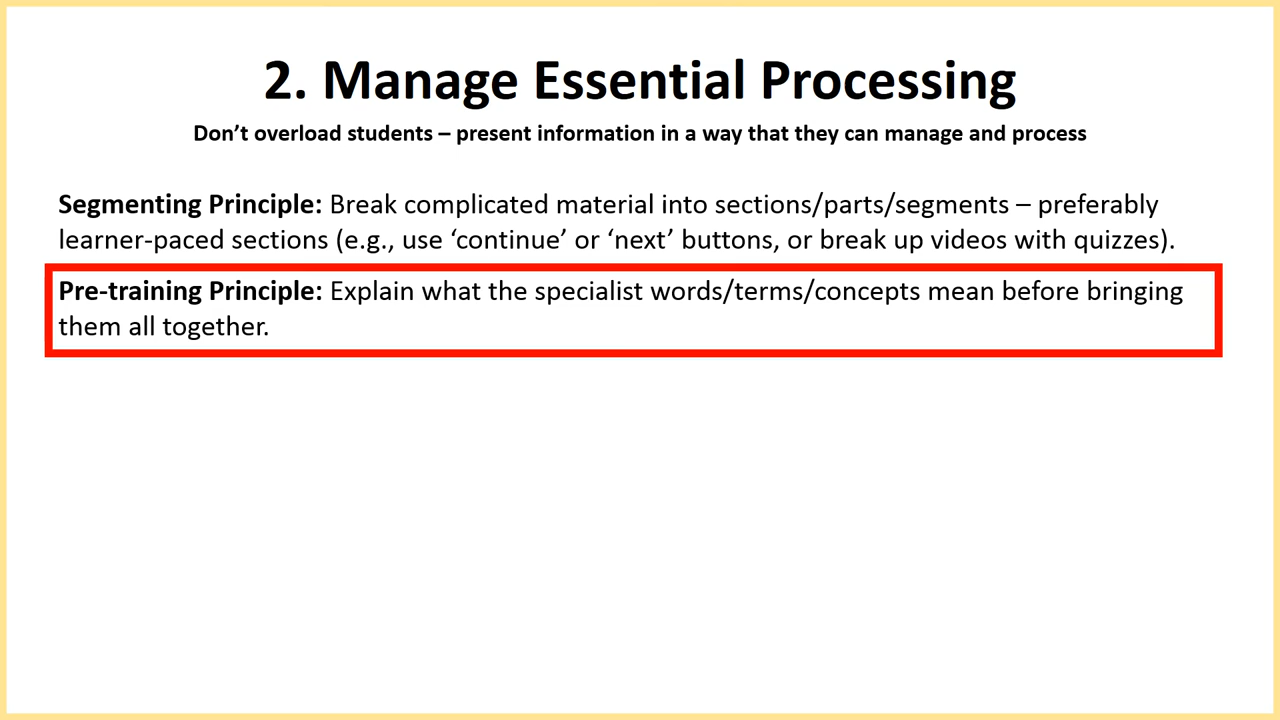 2. Manage Essential Processing
Don’t overload students – present information in a way that they can manage and process
Segmenting Principle: Break complicated material into sections/parts/segments – preferably
learner-paced sections (e.g., use ‘continue’ or ‘next’ buttons, or break up videos with quizzes).
Pre-training Principle: Explain what the specialist words/terms/concepts mean before bringing
them all together.